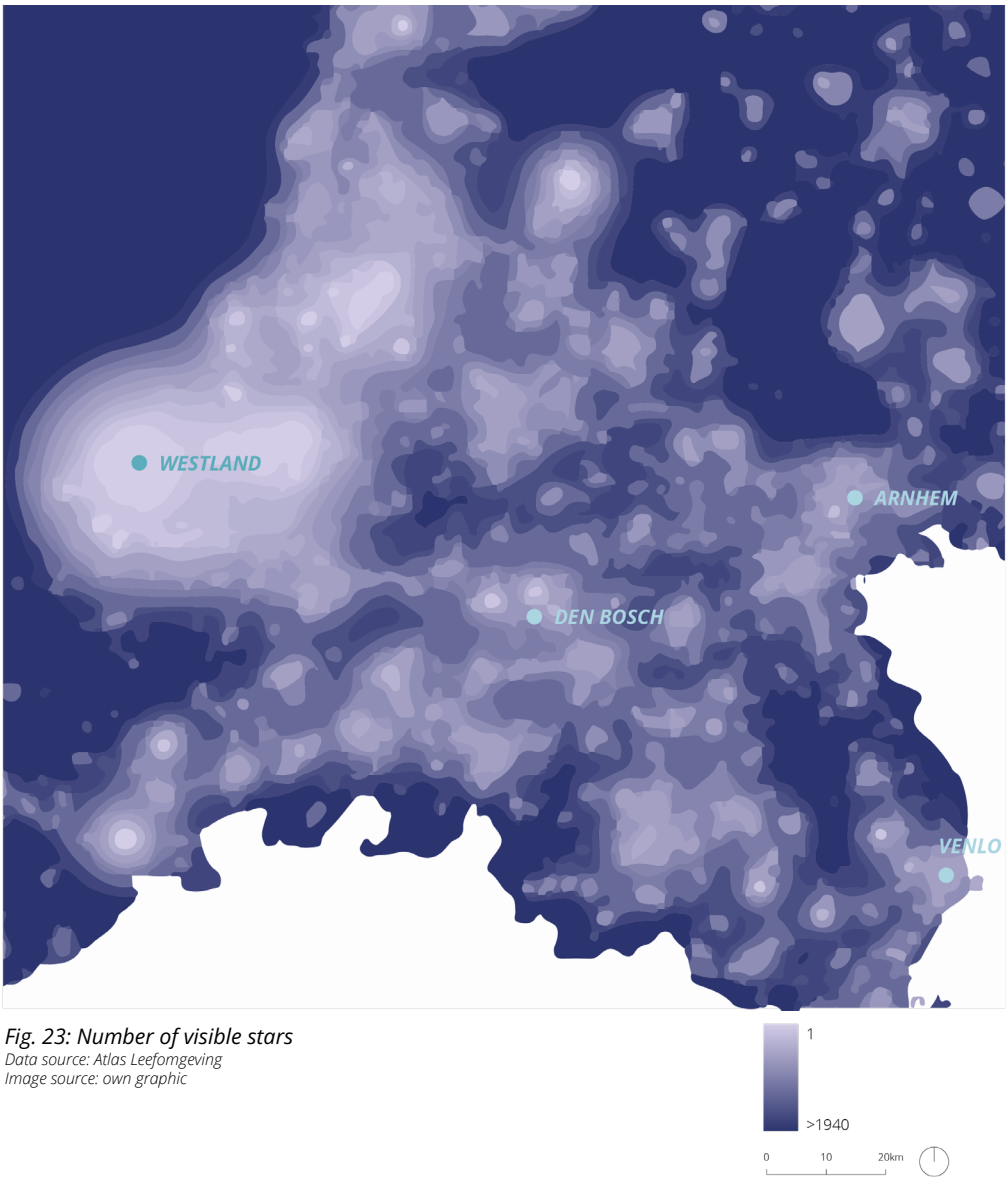 WESTLAND
ARNHEM
DEN BOSCH
VENLO
Fig. 23: Number of visible stars
Data source: Atlas Leefomgeving
Image source: own graphic
1
>1940
0 10 20km